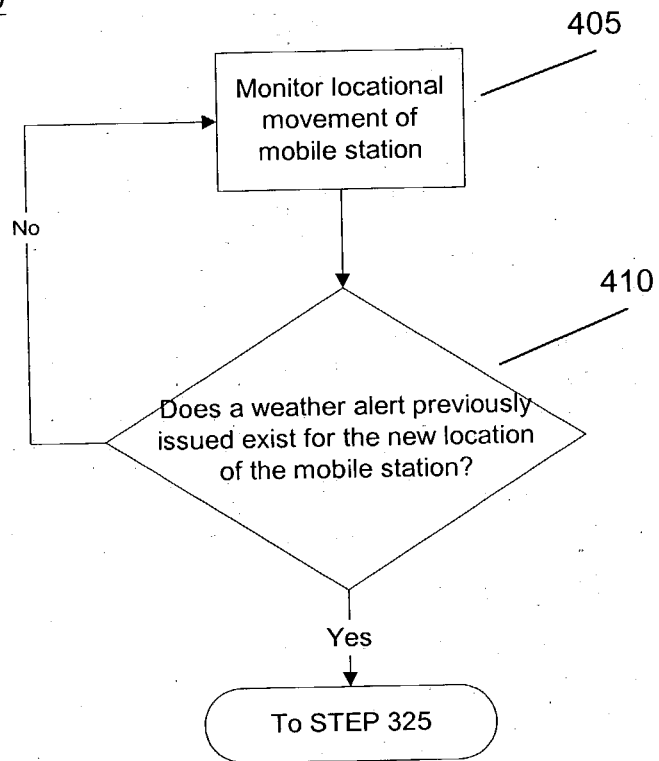 405
Monitor locational
movement of
mobile station
No
410
Does a weather alert previously
issued exist for the new location
of the mobile station?
Yes
To STEP 325